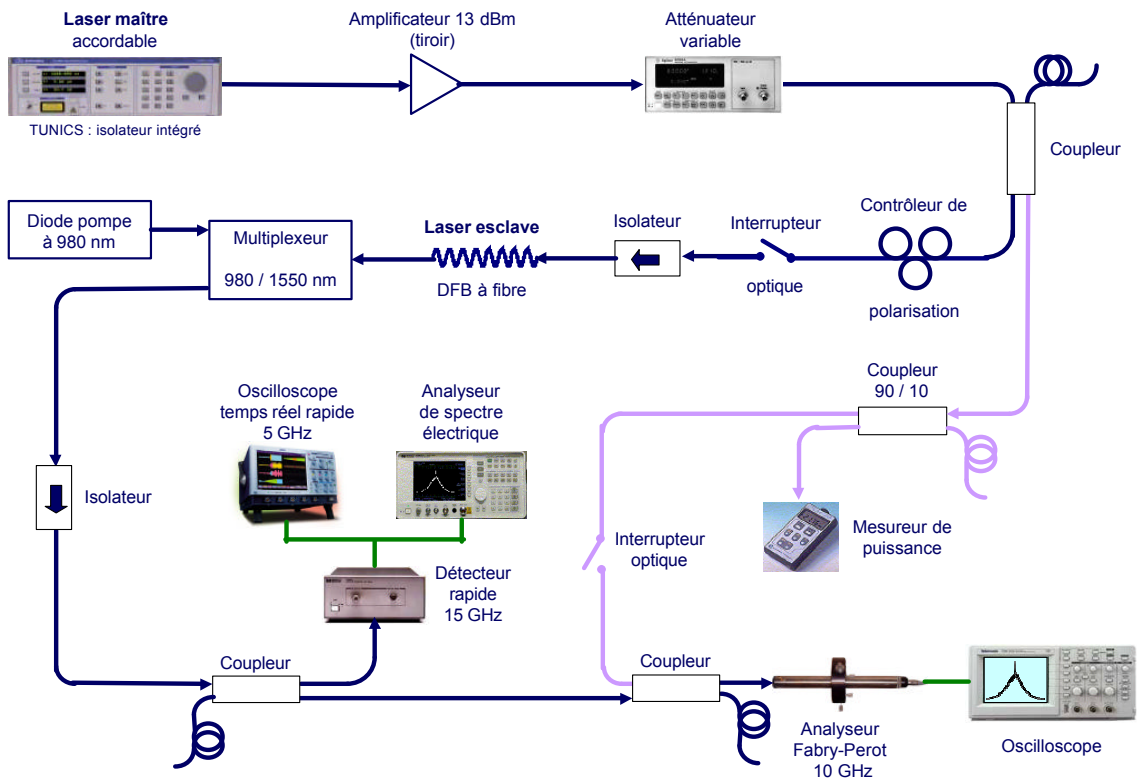 Laser maître
accordable
Amplificateur 13 dBm
(tiroir)
Atténuateur
variable
TUNICS : isolateur intégré
Coupleur
Diode pompe
à 980 nm
Multiplexeur
980 / 1550 nm
Laser esclave
DFB à fibre
Isolateur
Interrupteur
optique
Contrôleur de
polarisation
Coupleur
90 / 10
Oscilloscope
temps réel rapide
5 GHz
Analyseur
de spectre
électrique
Isolateur
Interrupteur
optique
Mesureur de
puissance
Détecteur
rapide
15 GHz
Coupleur
Coupleur
Analyseur
Fabry-Perot
10 GHz
Oscilloscope